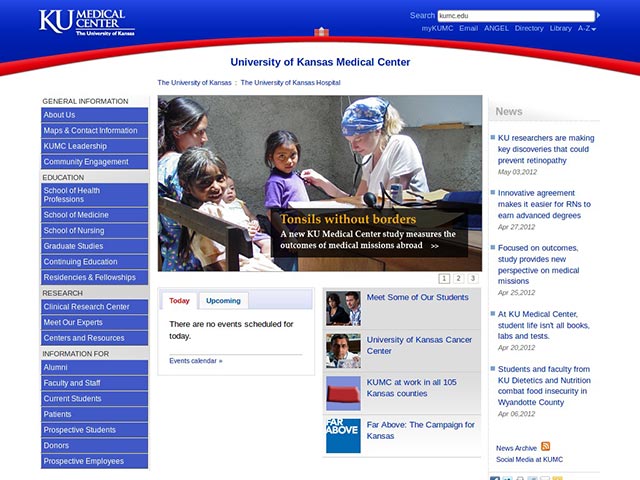 KU MEDICAL CENTER
The University of Kansas
Search kumc.edu
myKUMC Email ANGEL Directory Library A-Z
University of Kansas Medical Center
The University of Kansas : The University of Kansas Hospital
GENERAL INFORMATION
About Us
Maps & Contact Information
KUMC Leadership
Community Engagement
EDUCATION
School of Health
Professions
School of Medicine
School of Nursing
Graduate Studies
Continuing Education
Residencies & Fellowships
RESEARCH
Clinical Research Center
Meet Our Experts
Centers and Resources
INFORMATION FOR
Alumni
Faculty and Staff
Current Students
Patients
Prospective Students
Donors
Prospective Employees
Tonsils without borders
A new KU Medical Center study measures the
outcomes of medical missions abroad >>
1 2 3
Today Upcoming
There are no events scheduled for
today.
Events calendar »
Meet Some of Our Students
University of Kansas Cancer
Center
KUMC at work in all 105
Kansas counties
FAR
ABOVE
Far Above: The Campaign for
Kansas
News
KU researchers are making
key discoveries that could
prevent retinopathy
May 03,2012
Innovative agreement
makes it easier for RNs to
earn advanced degrees
Apr 27,2012
Focused on outcomes,
study provides new
perspective on medical
missions
Apr 25,2012
At KU Medical Center,
student life isn't all books,
labs and tests.
Apr 20,2012
Students and faculty from
KU Dietetics and Nutrition
combat food insecurity in
Wyandotte County
Apr 06,2012
News Archive
Social Media at KUMC